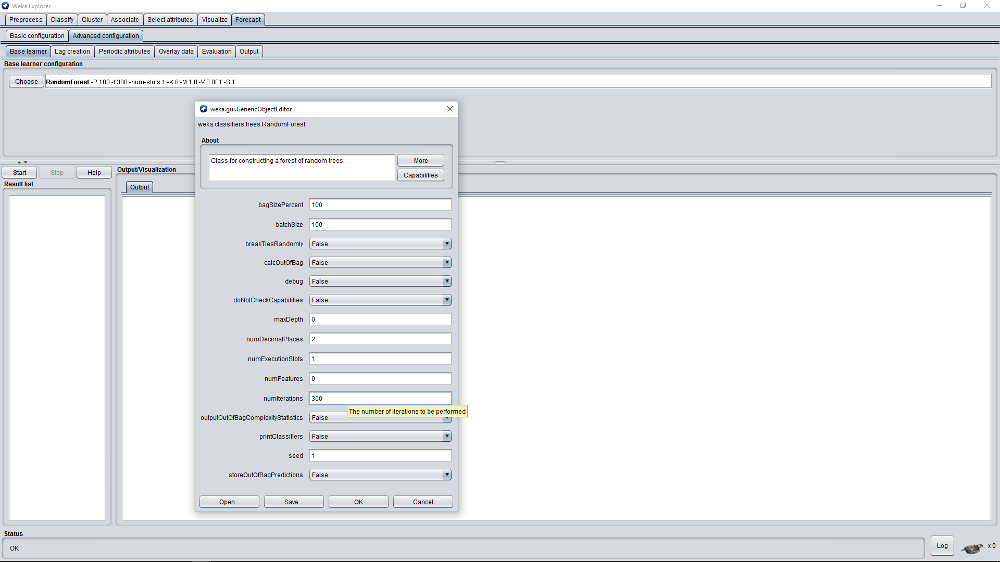 Weka Explorer
Preprocess Classify Cluster Associate Select attributes Visualize Forecast
Basic configuration Advanced configuration
Base learner Lag creation Periodic attributes Overlay data Evaluation Output
Base learner configuration
Choose RandomForest -P 100 -I 300 -num-slots 1 -K 0 -M 1.0 -V 0.001 -S 1
weka.gui.GenericObjectEditor
weka.classifiers.trees.RandomForest
About
Class for constructing a forest of random trees.
More
Capabilities
bagSizePercent 100
batchSize 100
breakTiesRandomly False
calcOutOfBag False
debug False
doNotCheckCapabilities False
maxDepth 0
numDecimalPlaces 2
numExecutionSlots 1
numFeatures 0
numIterations 300
The number of iterations to be performed
outputOutOfBagComplexityStatistics False
printClassifiers False
seed 1
storeOutOfBagPredictions False
Open... Save... OK Cancel
Start Stop Help
Result list
Output/Visualization
Output
Status
OK
Log x 0